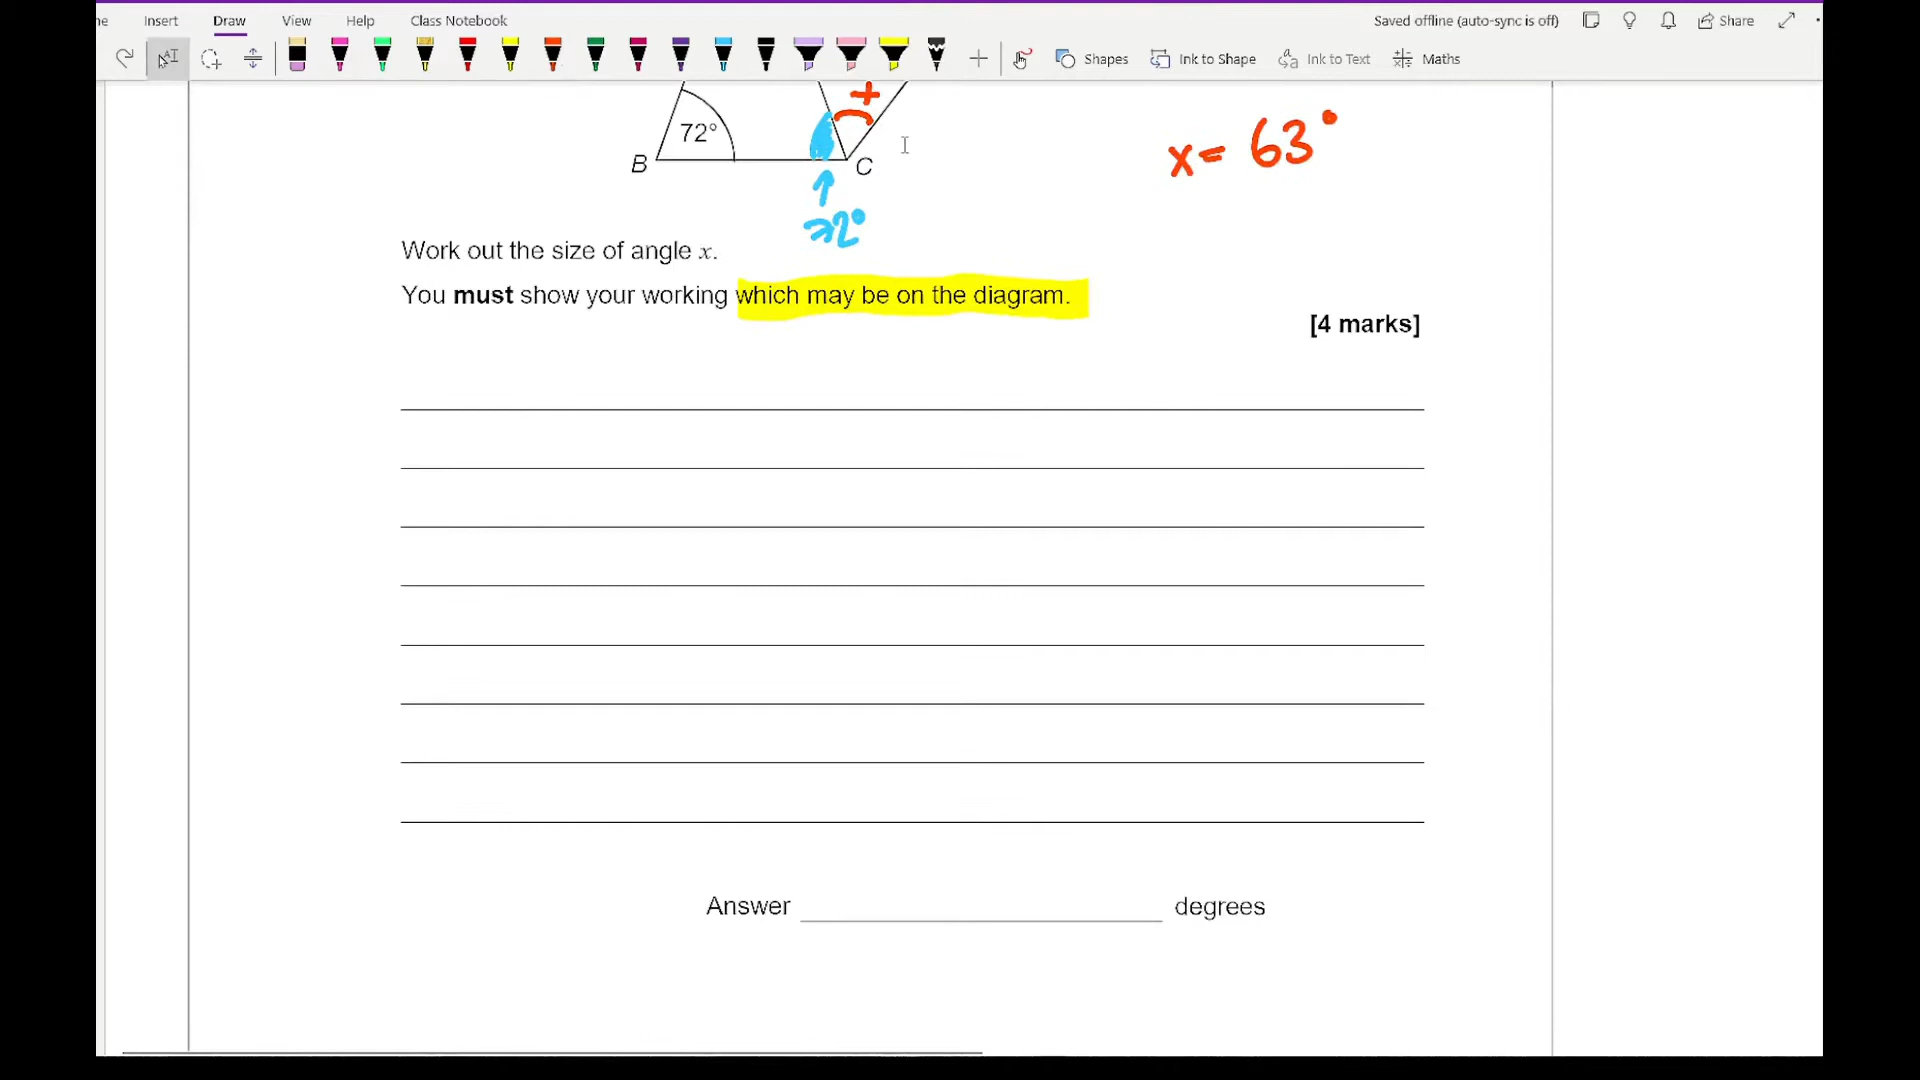 Insert Draw View Help Class Notebook Saved offline (auto-sync is off) Share
Shapes Ink to Shape Ink to Text Maths
72°
B
C
x = 63°
72°
Work out the size of angle x.
You must show your working which may be on the diagram.
[4 marks]
Answer degrees